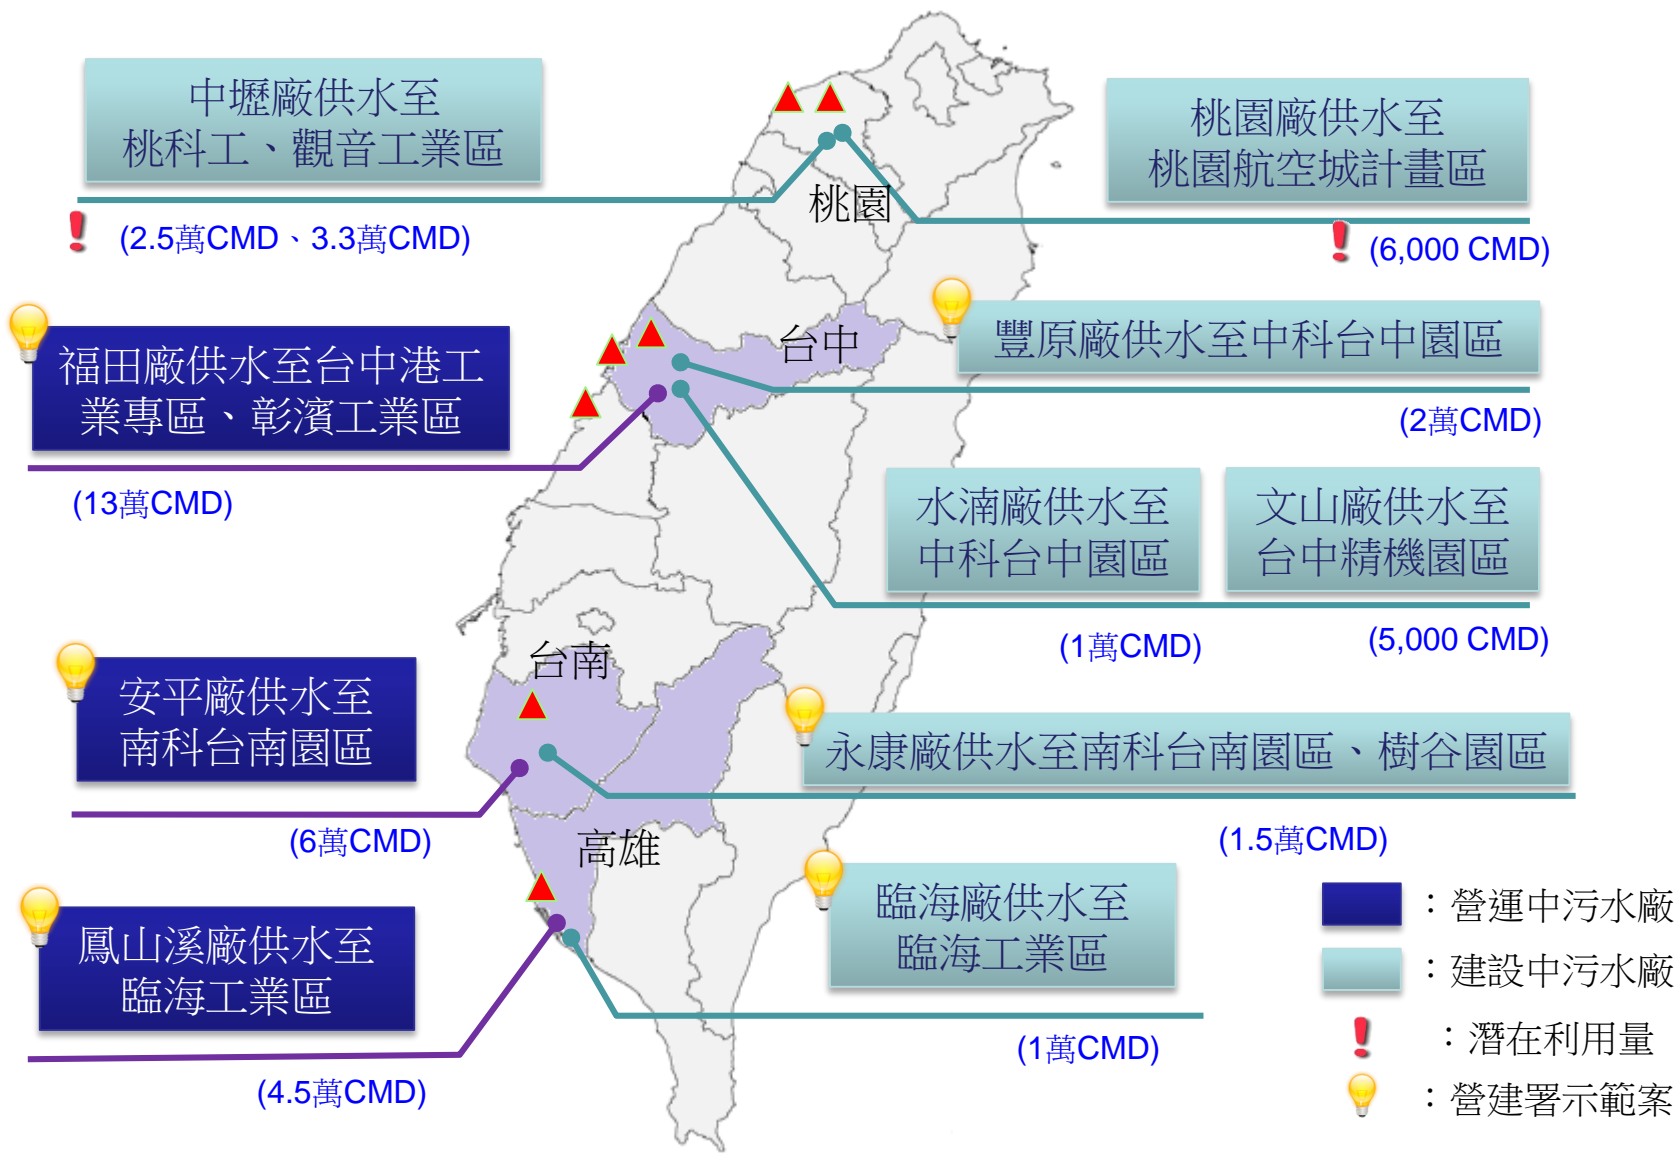 中壢廠供水至
桃科工、觀音工業區
(2.5萬CMD、3.3萬CMD)
桃園廠供水至
桃園航空城計畫區
(6,000 CMD)
桃園
福田廠供水至台中港工
業專區、彰濱工業區
(13萬CMD)
台中
豐原廠供水至中科台中園區
(2萬CMD)
水湳廠供水至
中科台中園區
(1萬CMD)
文山廠供水至
台中精機園區
(5,000 CMD)
台南
安平廠供水至
南科台南園區
(6萬CMD)
永康廠供水至南科台南園區、樹谷園區
(1.5萬CMD)
高雄
鳳山溪廠供水至
臨海工業區
(4.5萬CMD)
臨海廠供水至
臨海工業區
(1萬CMD)
：營運中污水廠
：建設中污水廠
：潛在利用量
：營建署示範案